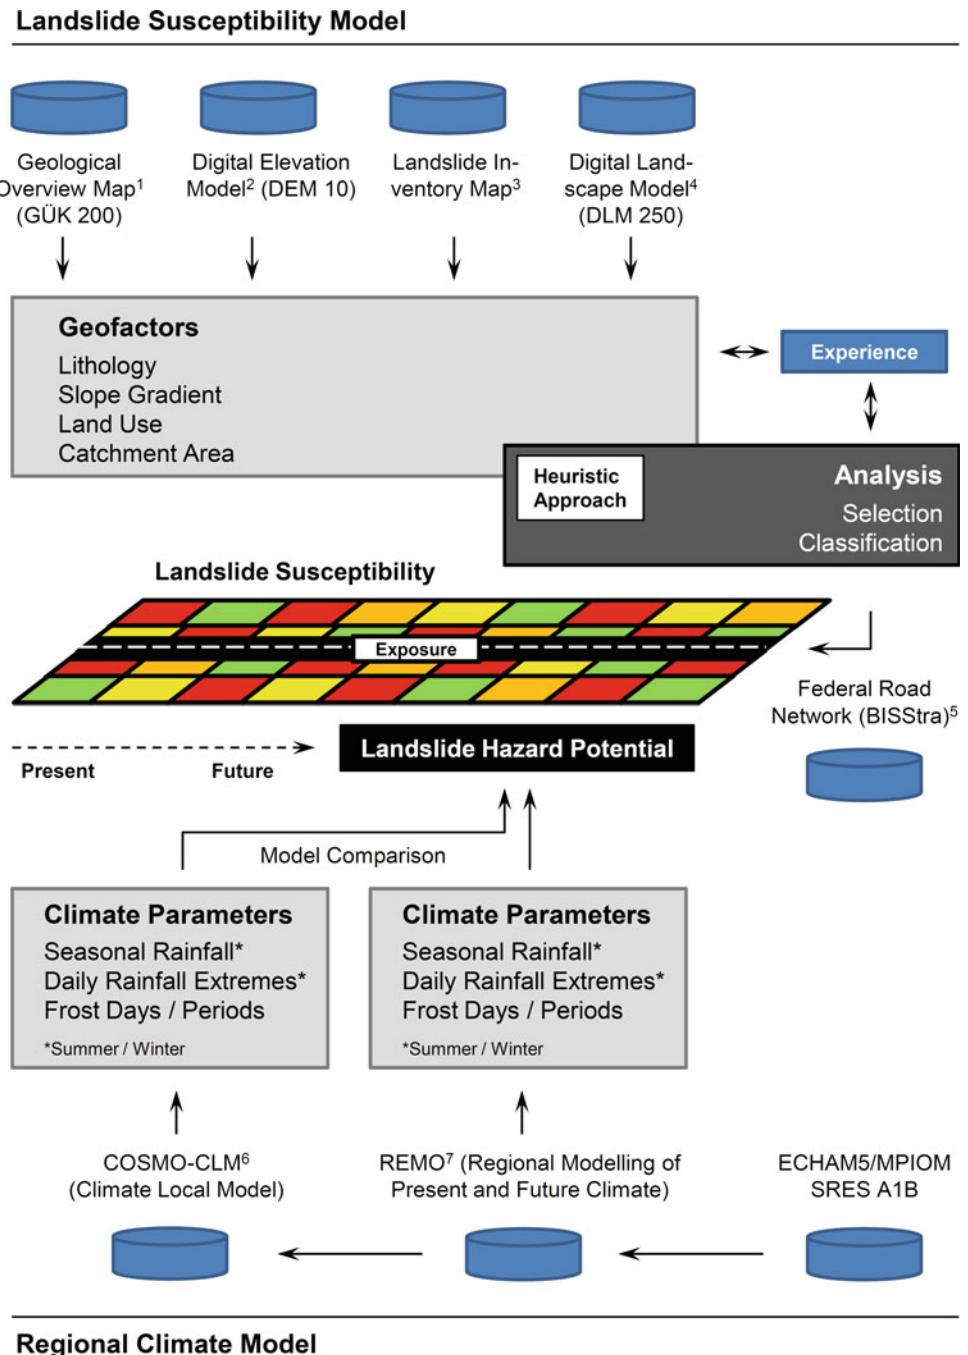 Landslide Susceptibility Model
Geological
Overview Map1
(GÜK 200)
Digital Elevation
Model2 (DEM 10)
Landslide In-
ventory Map3
Digital Land-
scape Model4
(DLM 250)
Geofactors
Lithology
Slope Gradient
Land Use
Catchment Area
Experience
Heuristic
Approach
Analysis
Selection
Classification
Landslide Susceptibility
Exposure
Federal Road
Network (BISStra)5
Present
Future
Landslide Hazard Potential
Model Comparison
Climate Parameters
Seasonal Rainfall*
Daily Rainfall Extremes*
Frost Days / Periods
*Summer / Winter
Climate Parameters
Seasonal Rainfall*
Daily Rainfall Extremes*
Frost Days / Periods
*Summer / Winter
COSMO-CLM6
(Climate Local Model)
REMO7 (Regional Modelling of
Present and Future Climate)
ECHAM5/MPIOM
SRES A1B
Regional Climate Model